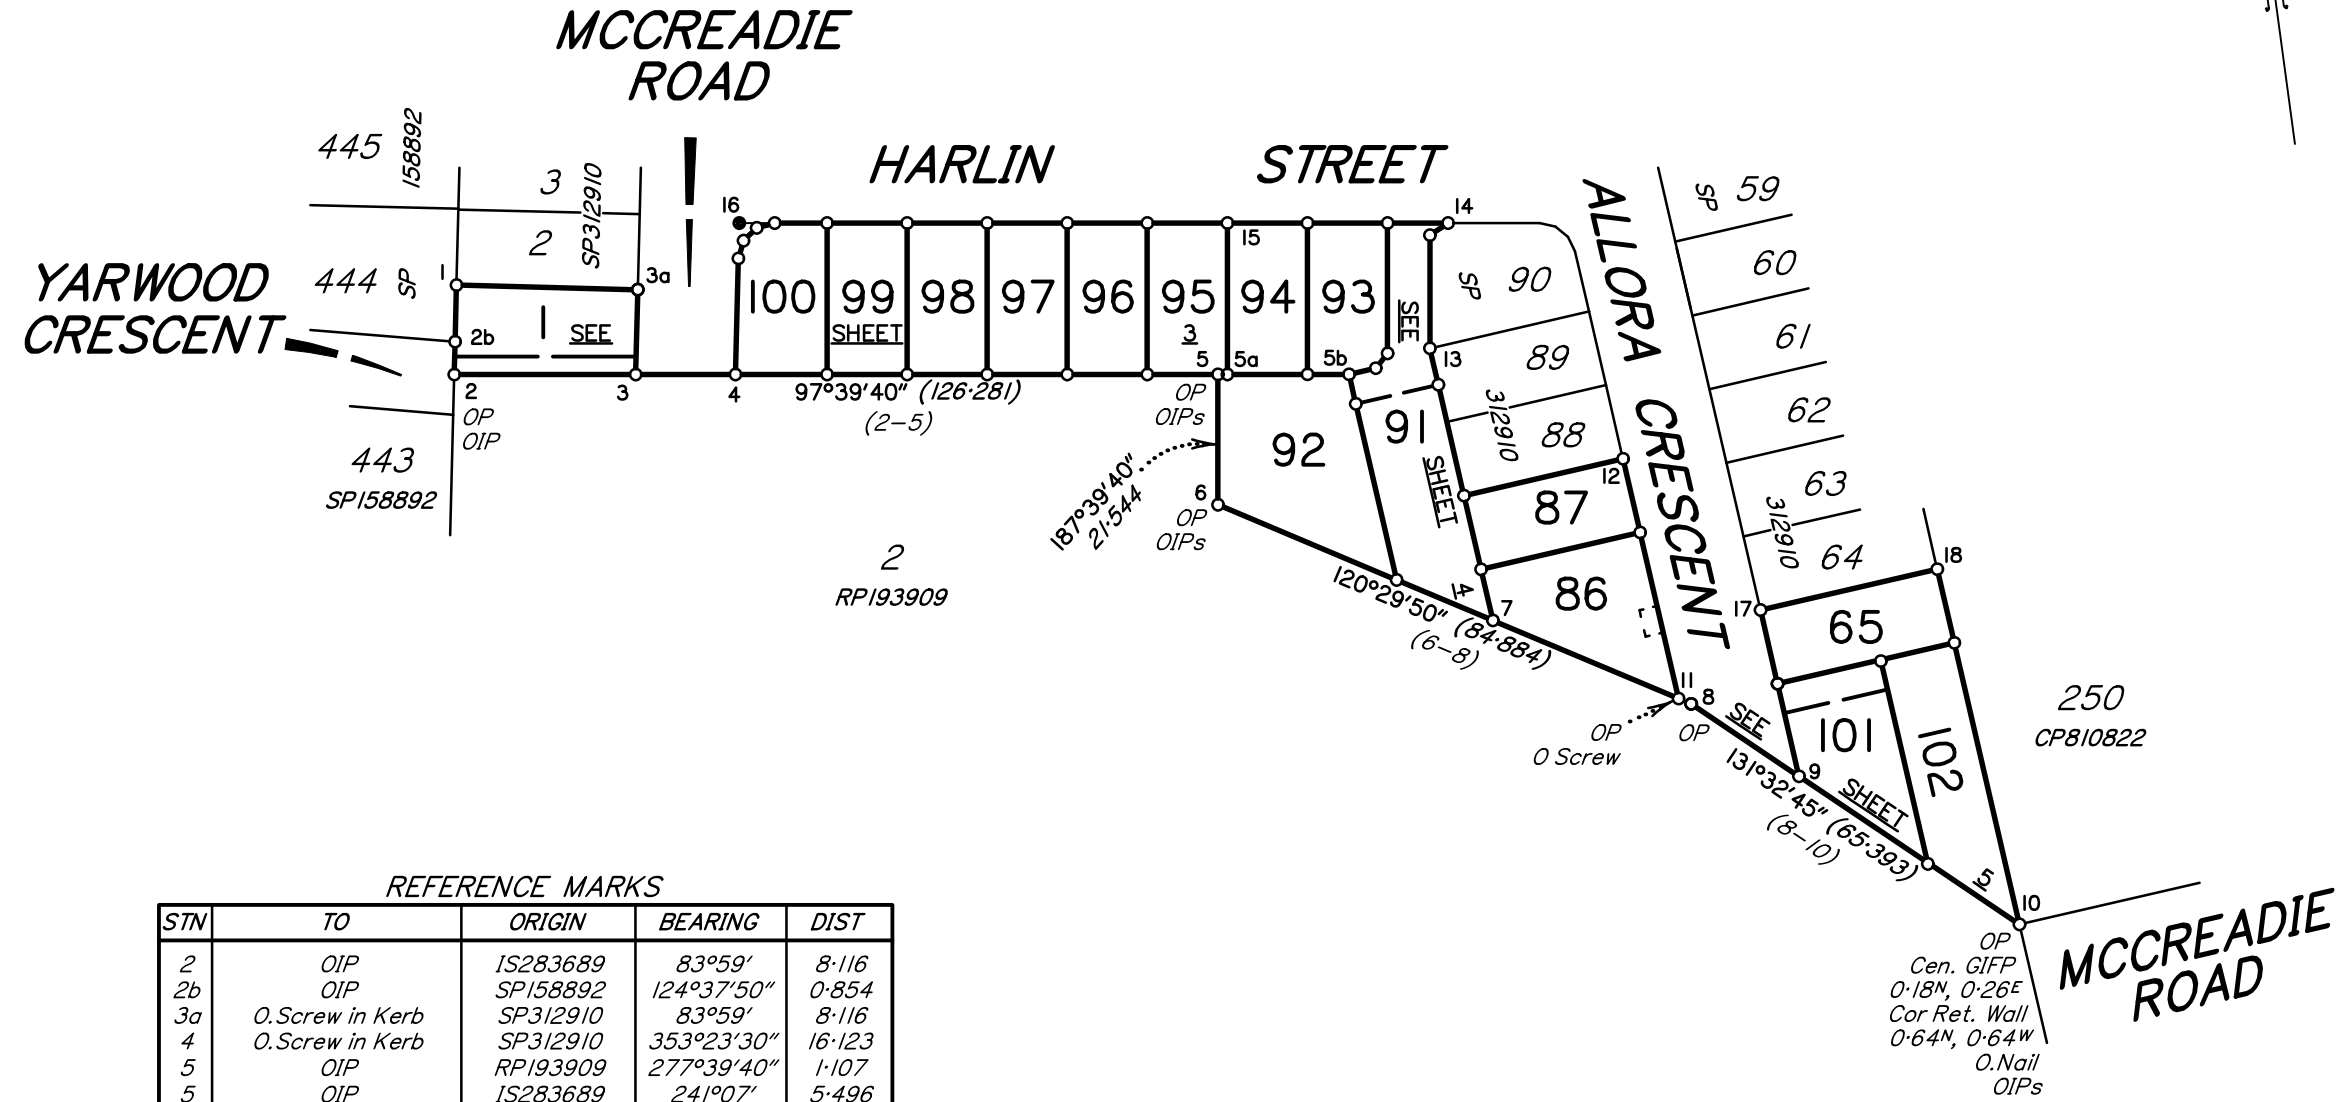 MCCREADIE
ROAD
HARLIN STREET
YARWOOD
CRESCENT
ALLORA CRESCENT
445
158892
3
2
SP312910
444
SP
1
3a
2b
1
SEE
2
OP
OIP
3
4
443
SP158892
16
100
99
98
97
96
95
94
93
SHEET
3
15
14
SEE
5
5a
5b
13
97°39'40" (126·281)
(2-5)
OP
OIPs
187°39'40"
21·544
6
OP
OIPs
92
91
SHEET
4
SP
90
89
312910
88
12
87
86
7
120°29'50" (84·884)
(6-8)
2
RP193909
SP
59
60
61
62
63
312910
64
18
17
65
11
8
OP
O Screw
OP
SEE
101
102
9
131°32'45" (65·393)
(8-10)
SHEET
5
250
CP810822
10
OP
Cen. GIFP
0·18N, 0·26E
Cor Ret. Wall
0·64N, 0·64W
O.Nail
OIPs
MCCREADIE
ROAD
REFERENCE MARKS
STN TO ORIGIN BEARING DIST
2 OIP IS283689 83°59' 8·116
2b OIP SP158892 124°37'50" 0·854
3a O.Screw in Kerb SP312910 83°59' 8·116
4 O.Screw in Kerb SP312910 353°23'30" 16·123
5 OIP RP193909 277°39'40" 1·107
5 OIP IS283689 241°07' 5·496